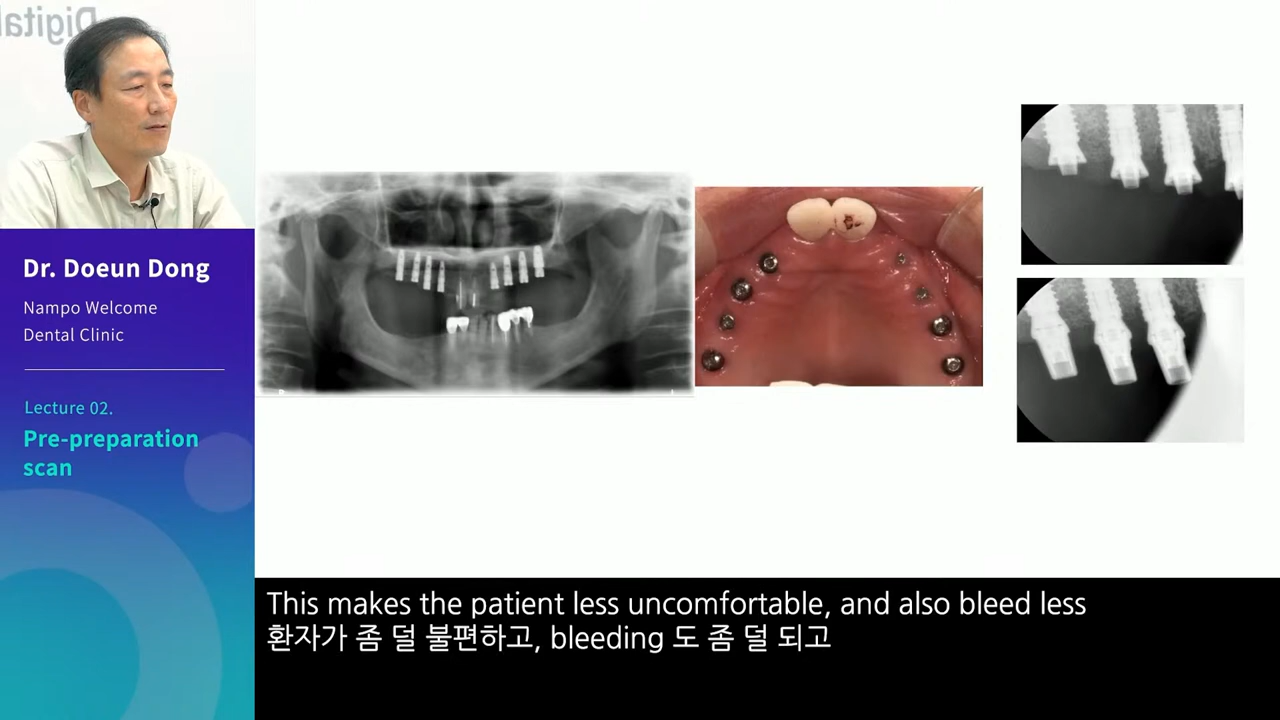 Digital
Dr. Doeun Dong
Nampo Welcome
Dental Clinic
Lecture 02.
Pre-preparation
scan
This makes the patient less uncomfortable, and also bleed less
환자가 좀 덜 불편하고, bleeding 도 좀 덜 되고